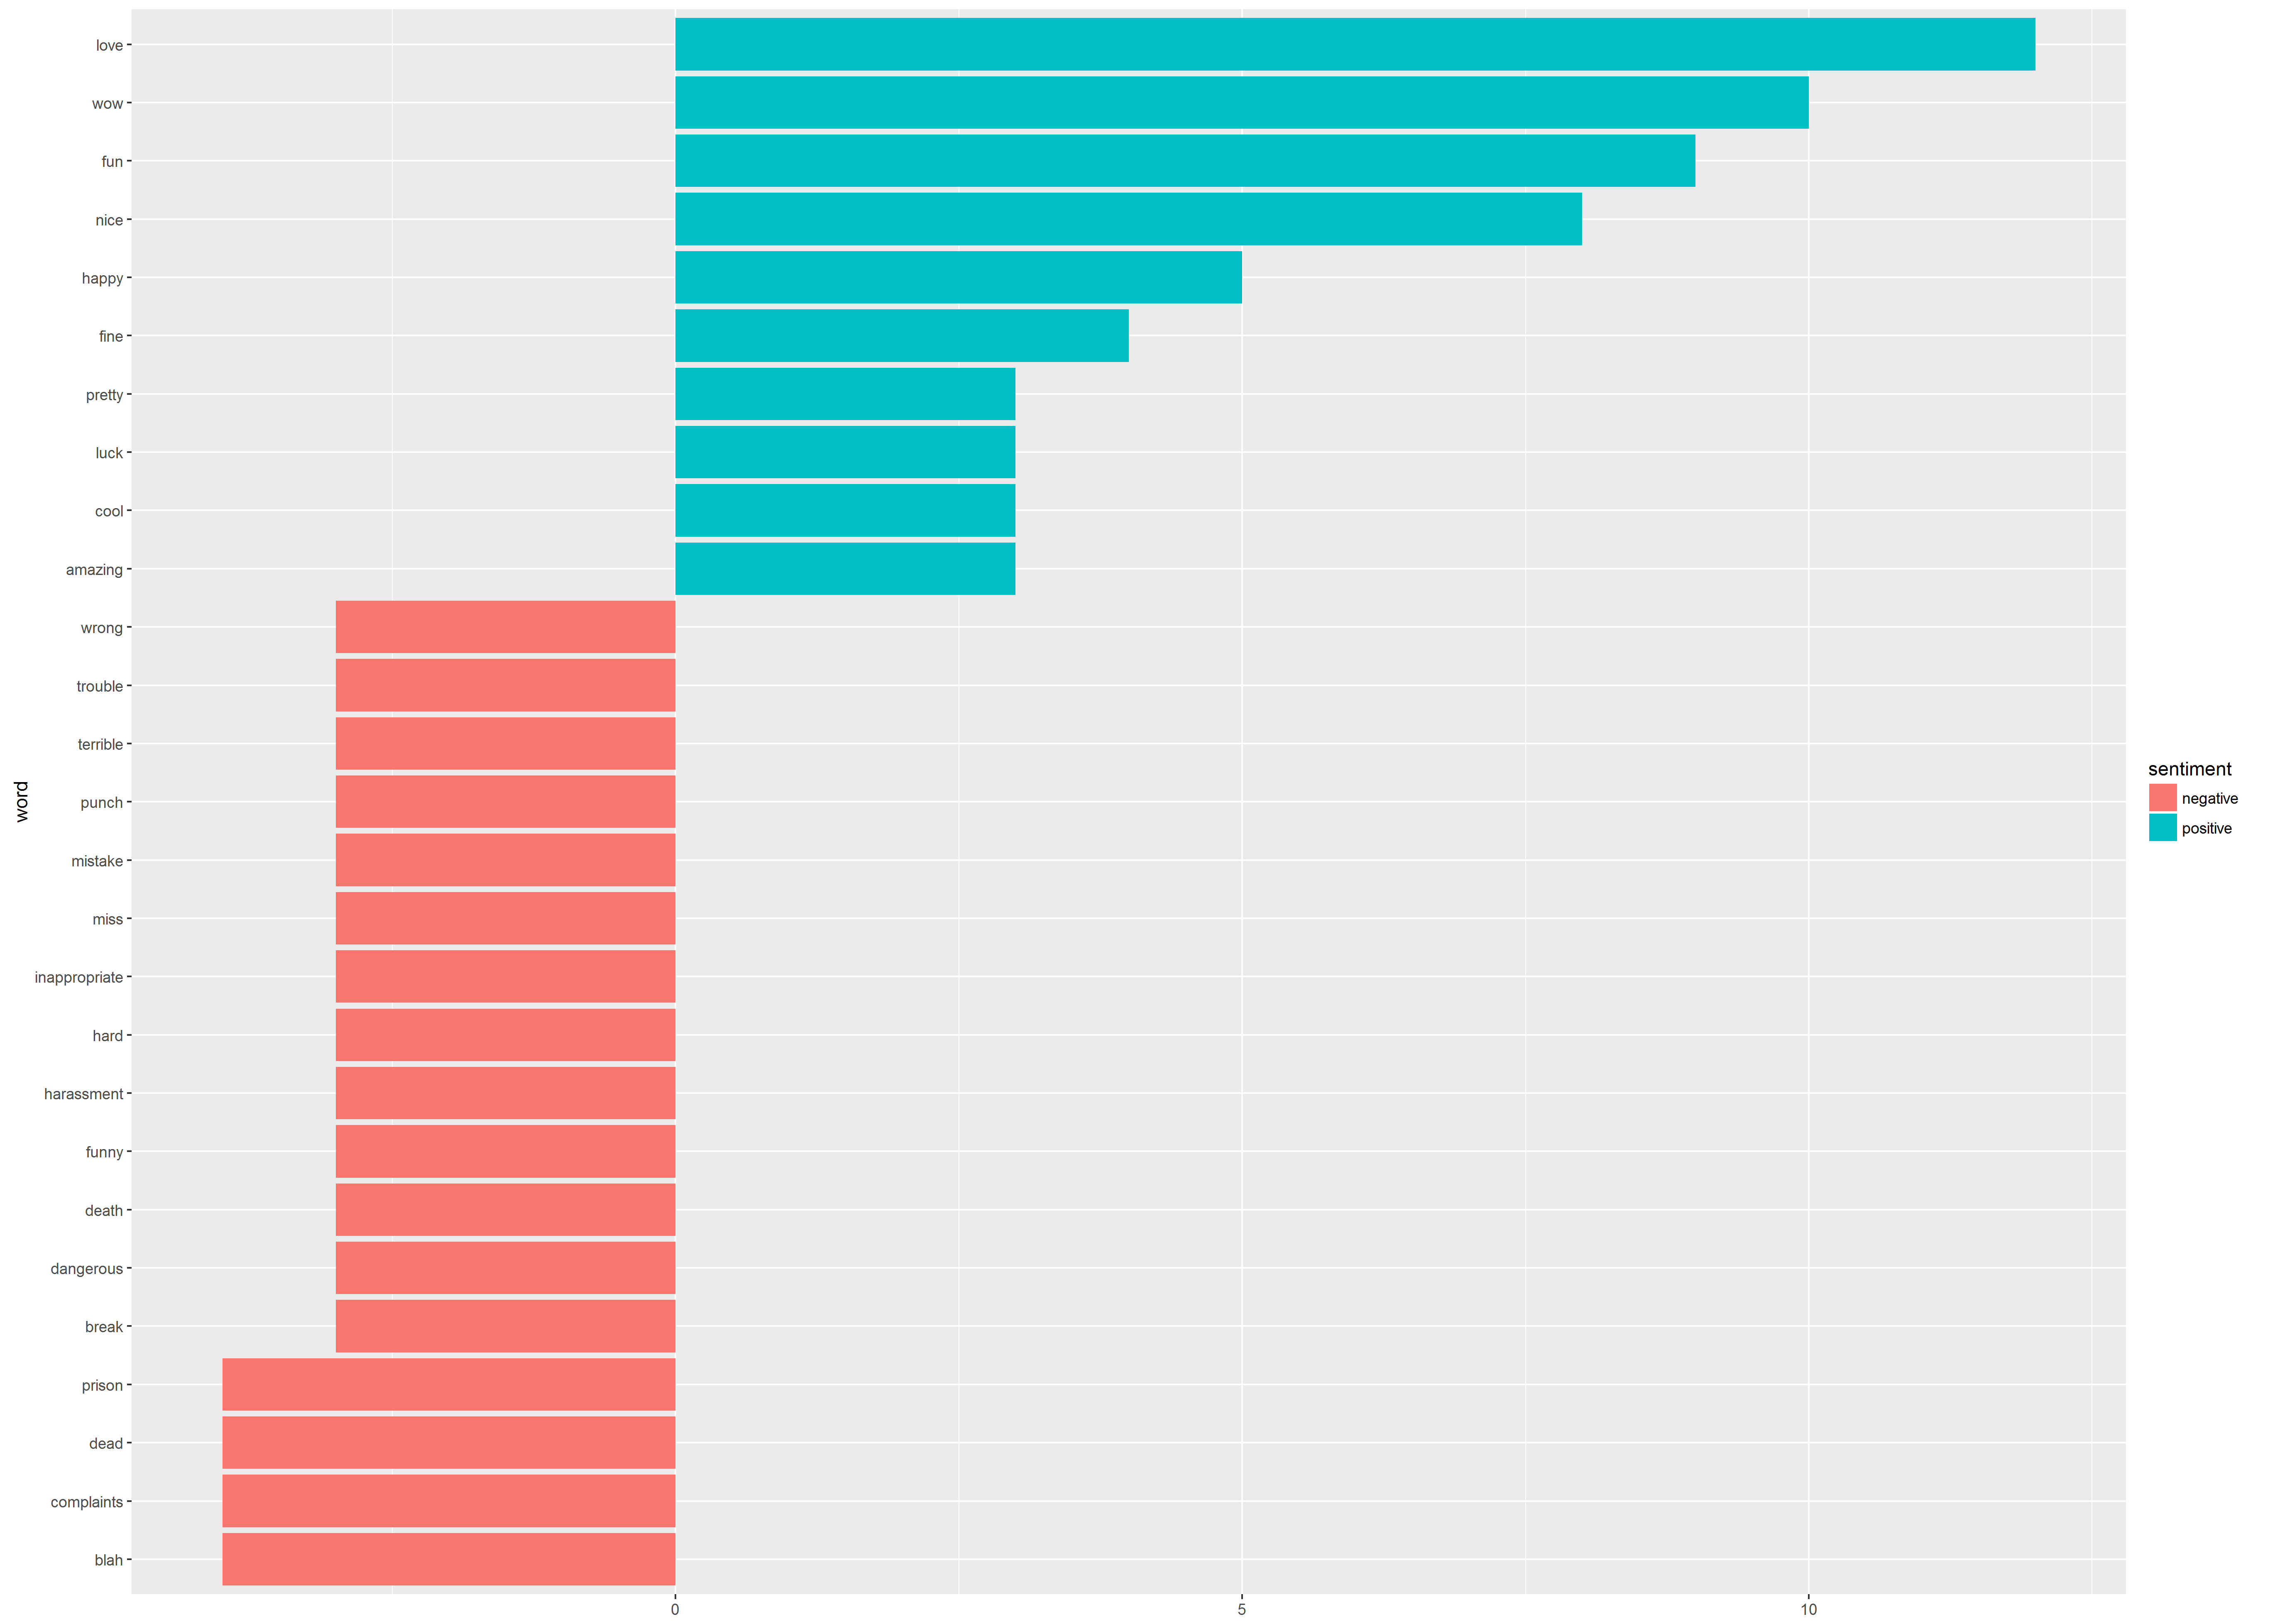 love
wow
fun
nice
happy
fine
pretty
luck
cool
amazing
wrong
trouble
terrible
punch
mistake
miss
inappropriate
hard
harassment
funny
death
dangerous
break
prison
dead
complaints
blah
word
0 5 10
sentiment
negative
positive